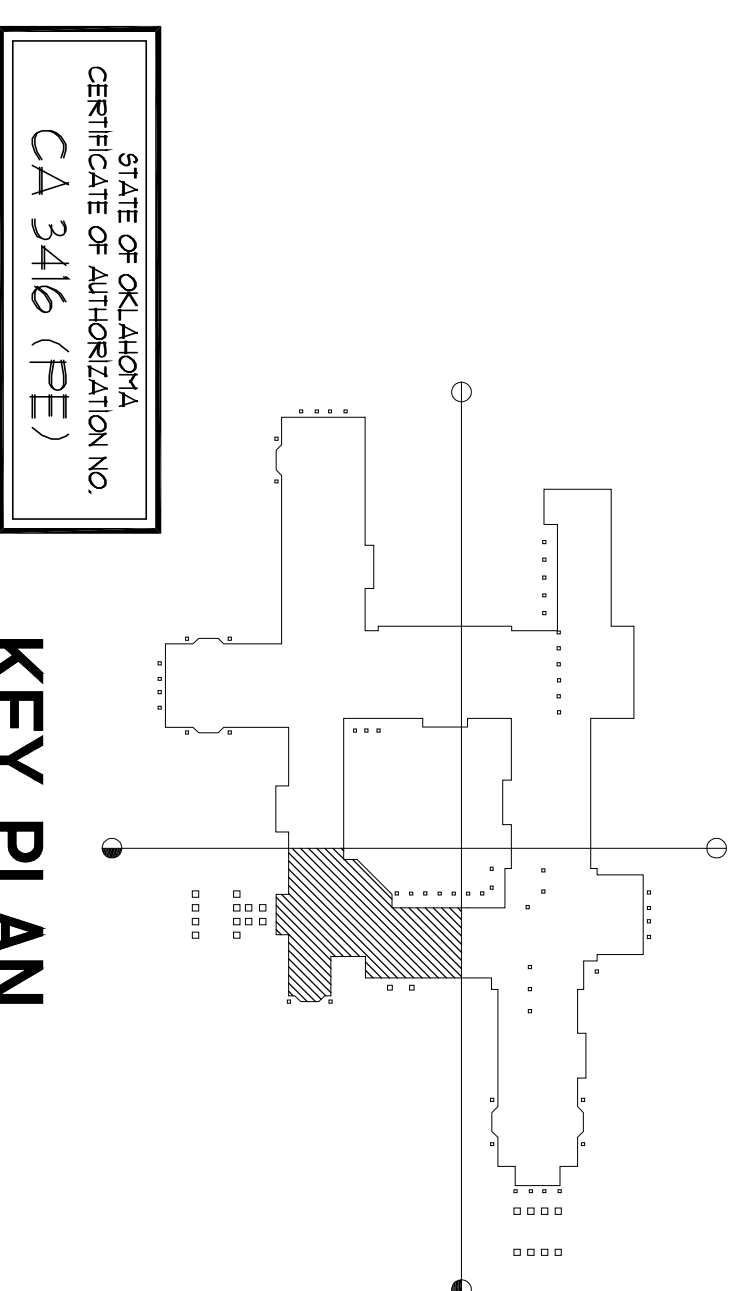 STATE OF OKLAHOMA
CERTIFICATE OF AUTHORIZATION NO.
CA 3416 (PE)
KEY PLAN